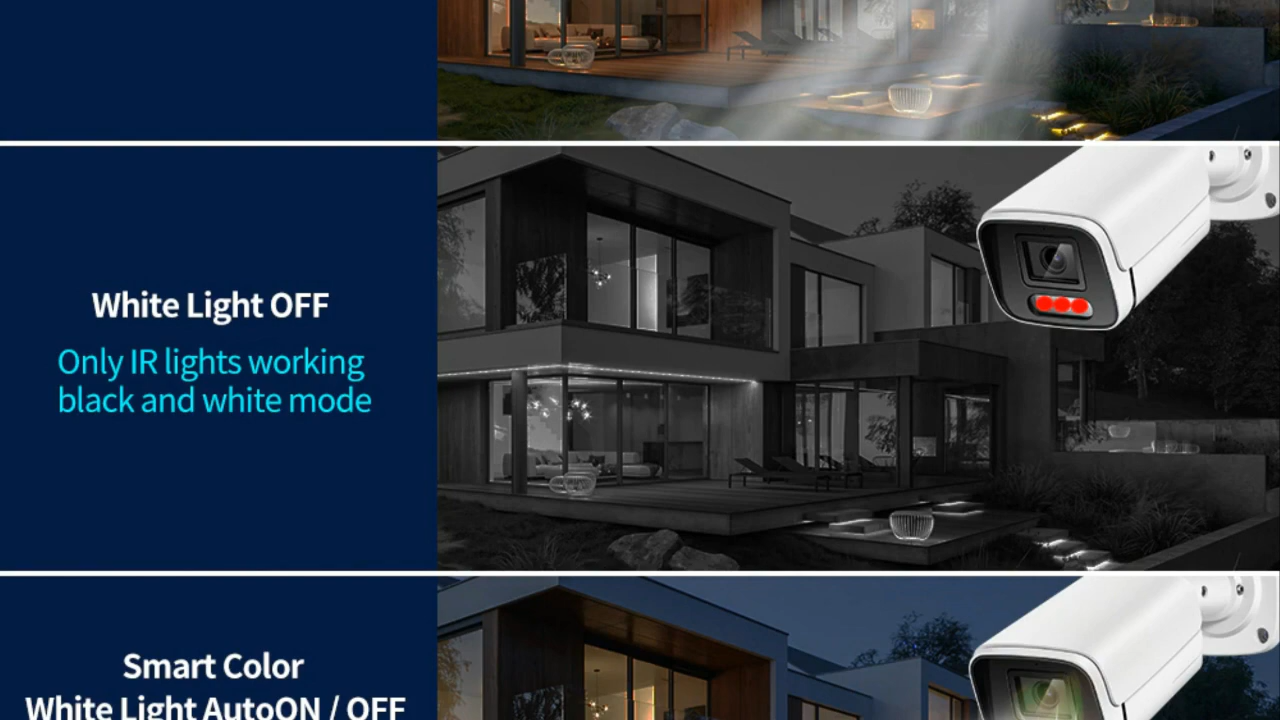 White Light OFF
Only IR lights working
black and white mode
Smart Color
White Light AutoON / OFF